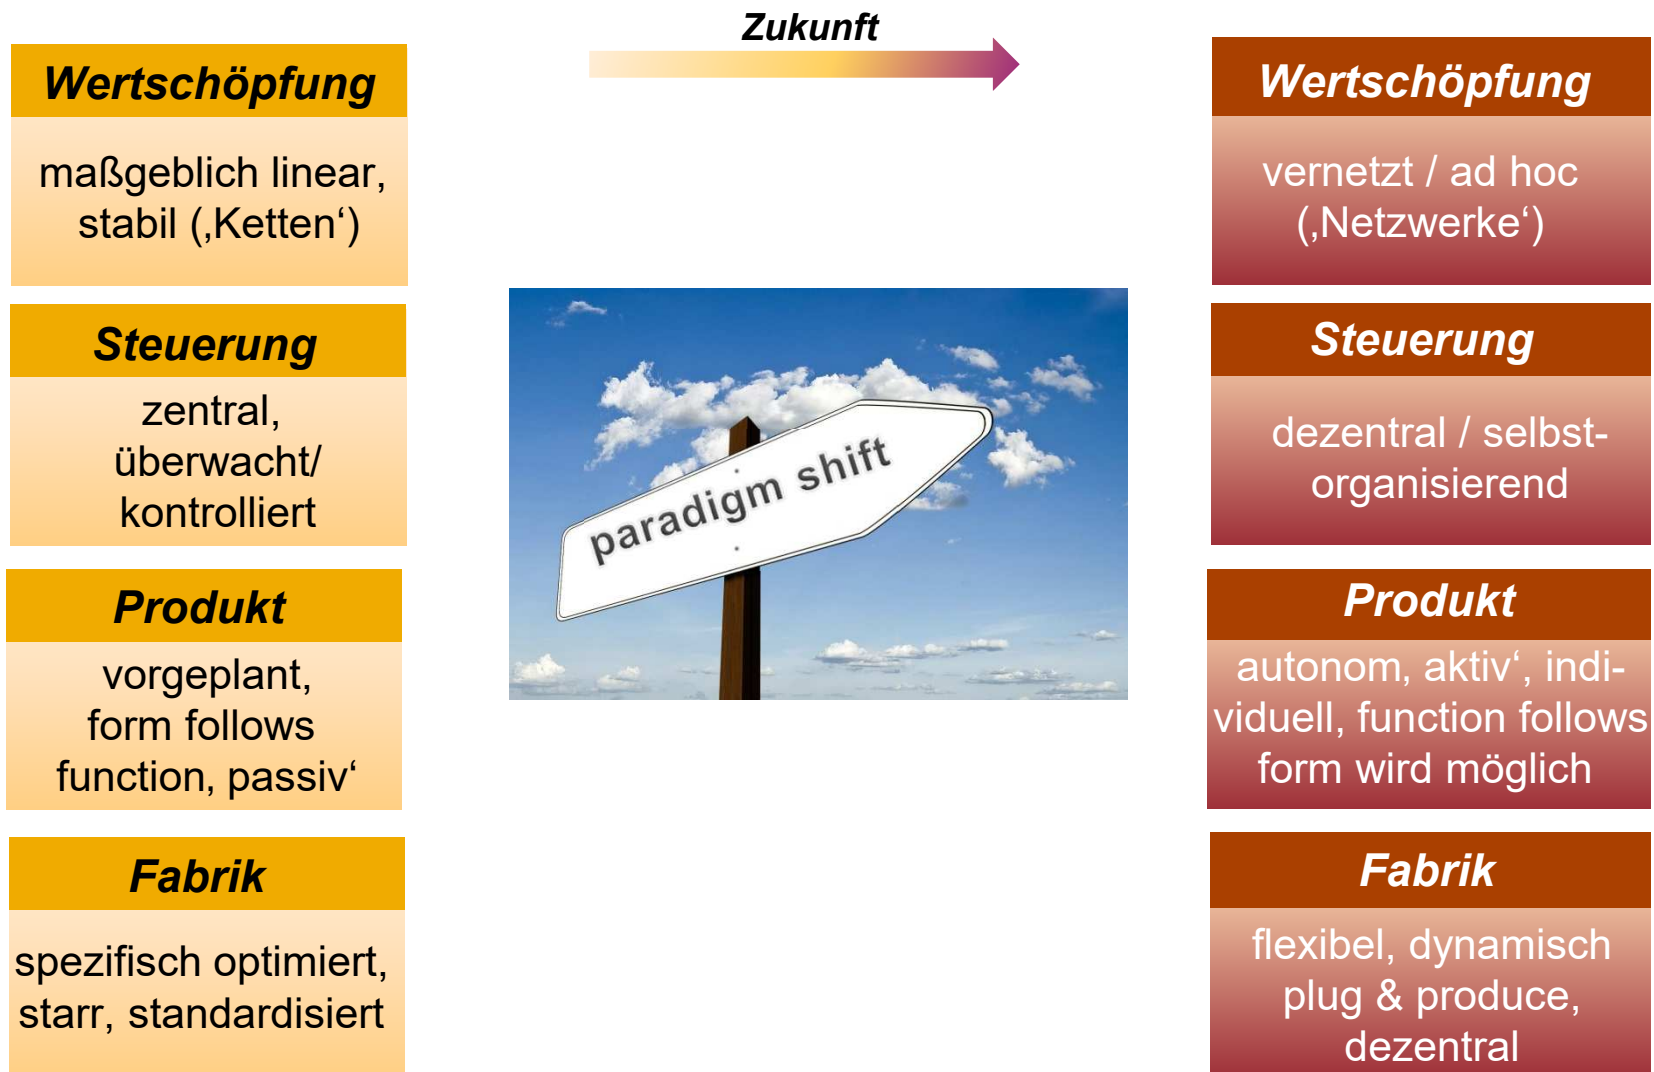 Zukunft
Wertschöpfung
maßgeblich linear,
stabil (‚Ketten‘)
Steuerung
zentral,
überwacht/
kontrolliert
Produkt
vorgeplant,
form follows
function, passiv‘
Fabrik
spezifisch optimiert,
starr, standardisiert
paradigm shift
Wertschöpfung
vernetzt / ad hoc
(‚Netzwerke‘)
Steuerung
dezentral / selbst-
organisierend
Produkt
autonom, aktiv‘, indi-
viduell, function follows
form wird möglich
Fabrik
flexibel, dynamisch
plug & produce,
dezentral